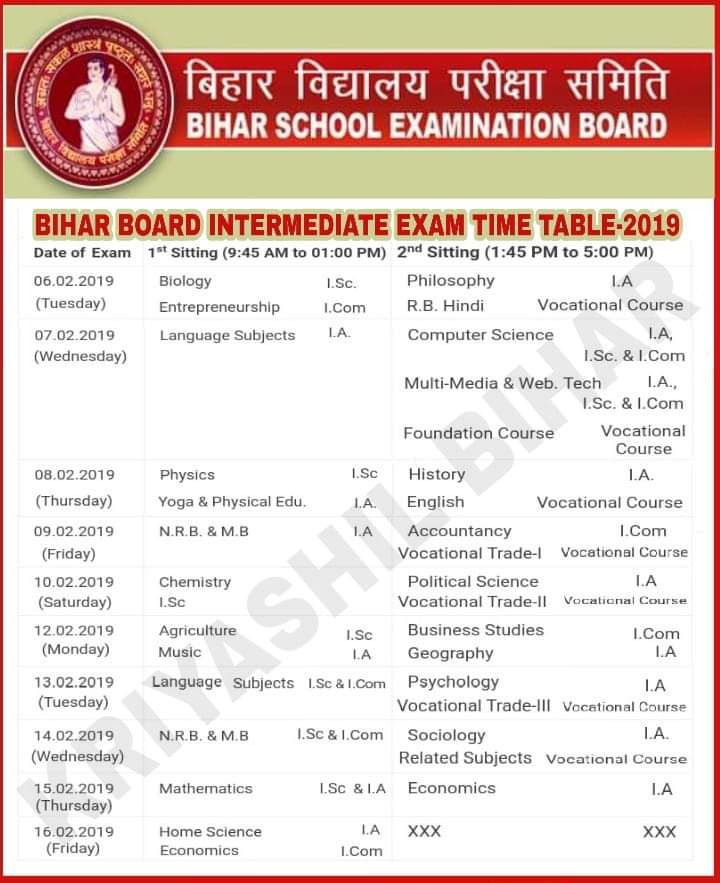 बिहार विद्यालय परीक्षा समिति
BIHAR SCHOOL EXAMINATION BOARD
BIHAR BOARD INTERMEDIATE EXAM TIME TABLE-2019
Date of Exam 1st Sitting (9:45 AM to 01:00 PM) 2nd Sitting (1:45 PM to 5:00 PM)
06.02.2019 Biology I.Sc. Philosophy I.A
(Tuesday) Entrepreneurship I.Com R.B. Hindi Vocational Course
07.02.2019 Language Subjects I.A. Computer Science I.A,
(Wednesday) I.Sc. & I.Com
Multi-Media & Web. Tech I.A.,
I.Sc. & I.Com
Foundation Course Vocational
Course
08.02.2019 Physics I.Sc History I.A.
(Thursday) Yoga & Physical Edu. I.A. English Vocational Course
09.02.2019 N.R.B. & M.B I.A Accountancy I.Com
(Friday) Vocational Trade-I Vocational Course
10.02.2019 Chemistry Political Science I.A
(Saturday) I.Sc Vocational Trade-II Vocational Course
12.02.2019 Agriculture I.Sc Business Studies I.Com
(Monday) Music I.A Geography I.A
13.02.2019 Language Subjects I.Sc & I.Com Psychology I.A
(Tuesday) Vocational Trade-III Vocational Course
14.02.2019 N.R.B. & M.B I.Sc & I.Com Sociology I.A.
(Wednesday) Related Subjects Vocational Course
15.02.2019 Mathematics I.Sc & I.A Economics I.A
(Thursday)
16.02.2019 Home Science I.A XXX XXX
(Friday) Economics I.Com
KRIYASHIL BIHAR